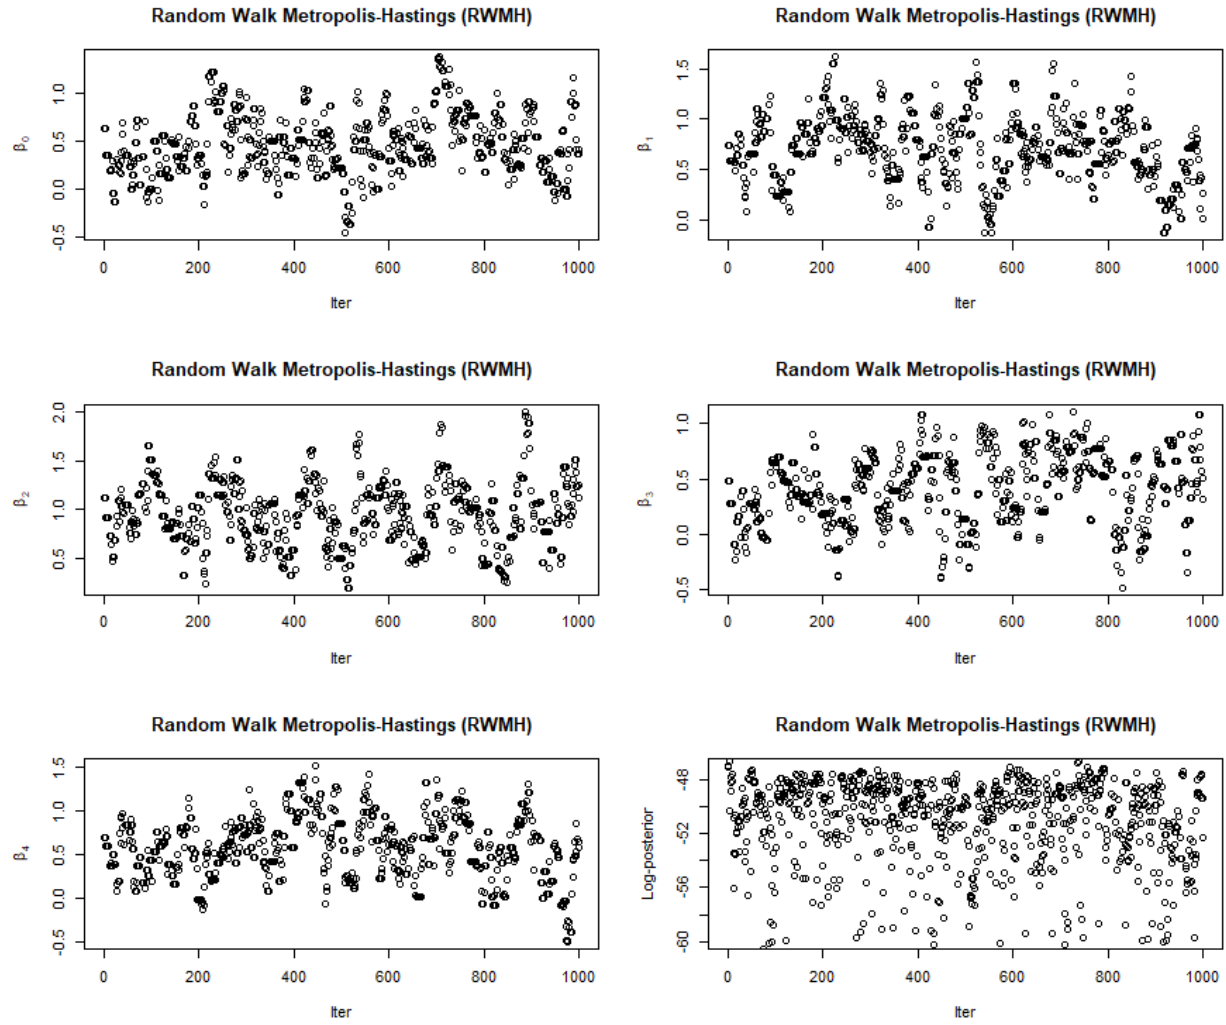 Random Walk Metropolis-Hastings (RWMH)
β₀
-0.5 0.0 0.5 1.0
0 200 400 600 800 1000
Iter
Random Walk Metropolis-Hastings (RWMH)
β₁
0.0 0.5 1.0 1.5
0 200 400 600 800 1000
Iter
Random Walk Metropolis-Hastings (RWMH)
β₂
0.5 1.0 1.5 2.0
0 200 400 600 800 1000
Iter
Random Walk Metropolis-Hastings (RWMH)
β₃
-0.5 0.0 0.5 1.0
0 200 400 600 800 1000
Iter
Random Walk Metropolis-Hastings (RWMH)
β₄
-0.5 0.0 0.5 1.0 1.5
0 200 400 600 800 1000
Iter
Random Walk Metropolis-Hastings (RWMH)
Log-posterior
-60 -56 -52 -48
0 200 400 600 800 1000
Iter